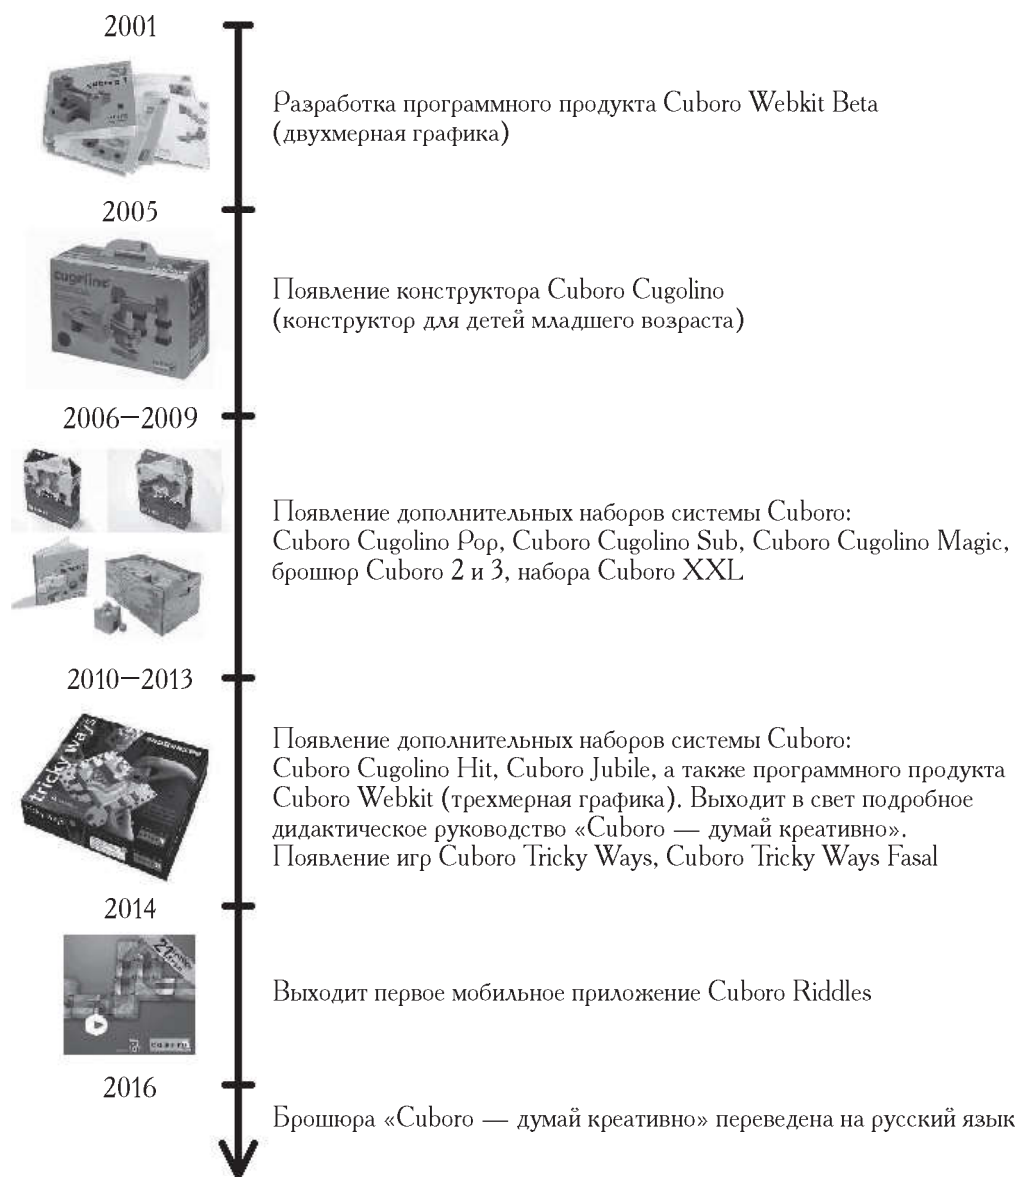 2001
Разработка программного продукта Cuboro Webkit Beta
(двухмерная графика)
2005
cugolino
Появление конструктора Cuboro Cugolino
(конструктор для детей младшего возраста)
2006—2009
Появление дополнительных наборов системы Cuboro:
Cuboro Cugolino Pop, Cuboro Cugolino Sub, Cuboro Cugolino Magic,
брошюр Cuboro 2 и 3, набора Cuboro XXL
2010—2013
tricky ways
Появление дополнительных наборов системы Cuboro:
Cuboro Cugolino Hit, Cuboro Jubile, а также программного продукта
Cuboro Webkit (трехмерная графика). Выходит в свет подробное
дидактическое руководство «Cuboro — думай креативно».
Появление игр Cuboro Tricky Ways, Cuboro Tricky Ways Fasal
2014
Выходит первое мобильное приложение Cuboro Riddles
2016
Брошюра «Cuboro — думай креативно» переведена на русский язык